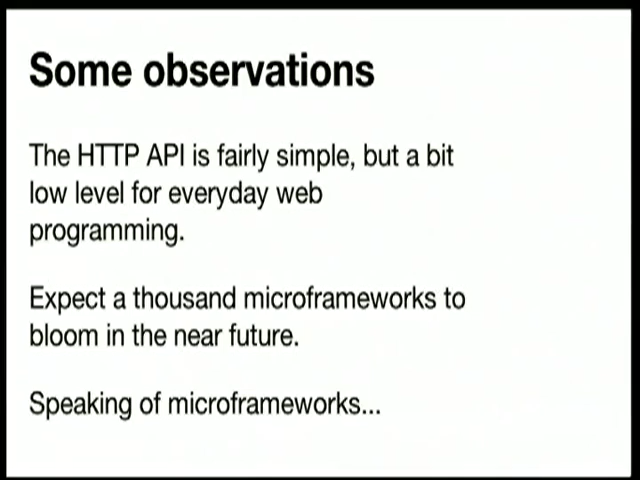 Some observations
The HTTP API is fairly simple, but a bit
low level for everyday web
programming.
Expect a thousand microframeworks to
bloom in the near future.
Speaking of microframeworks...